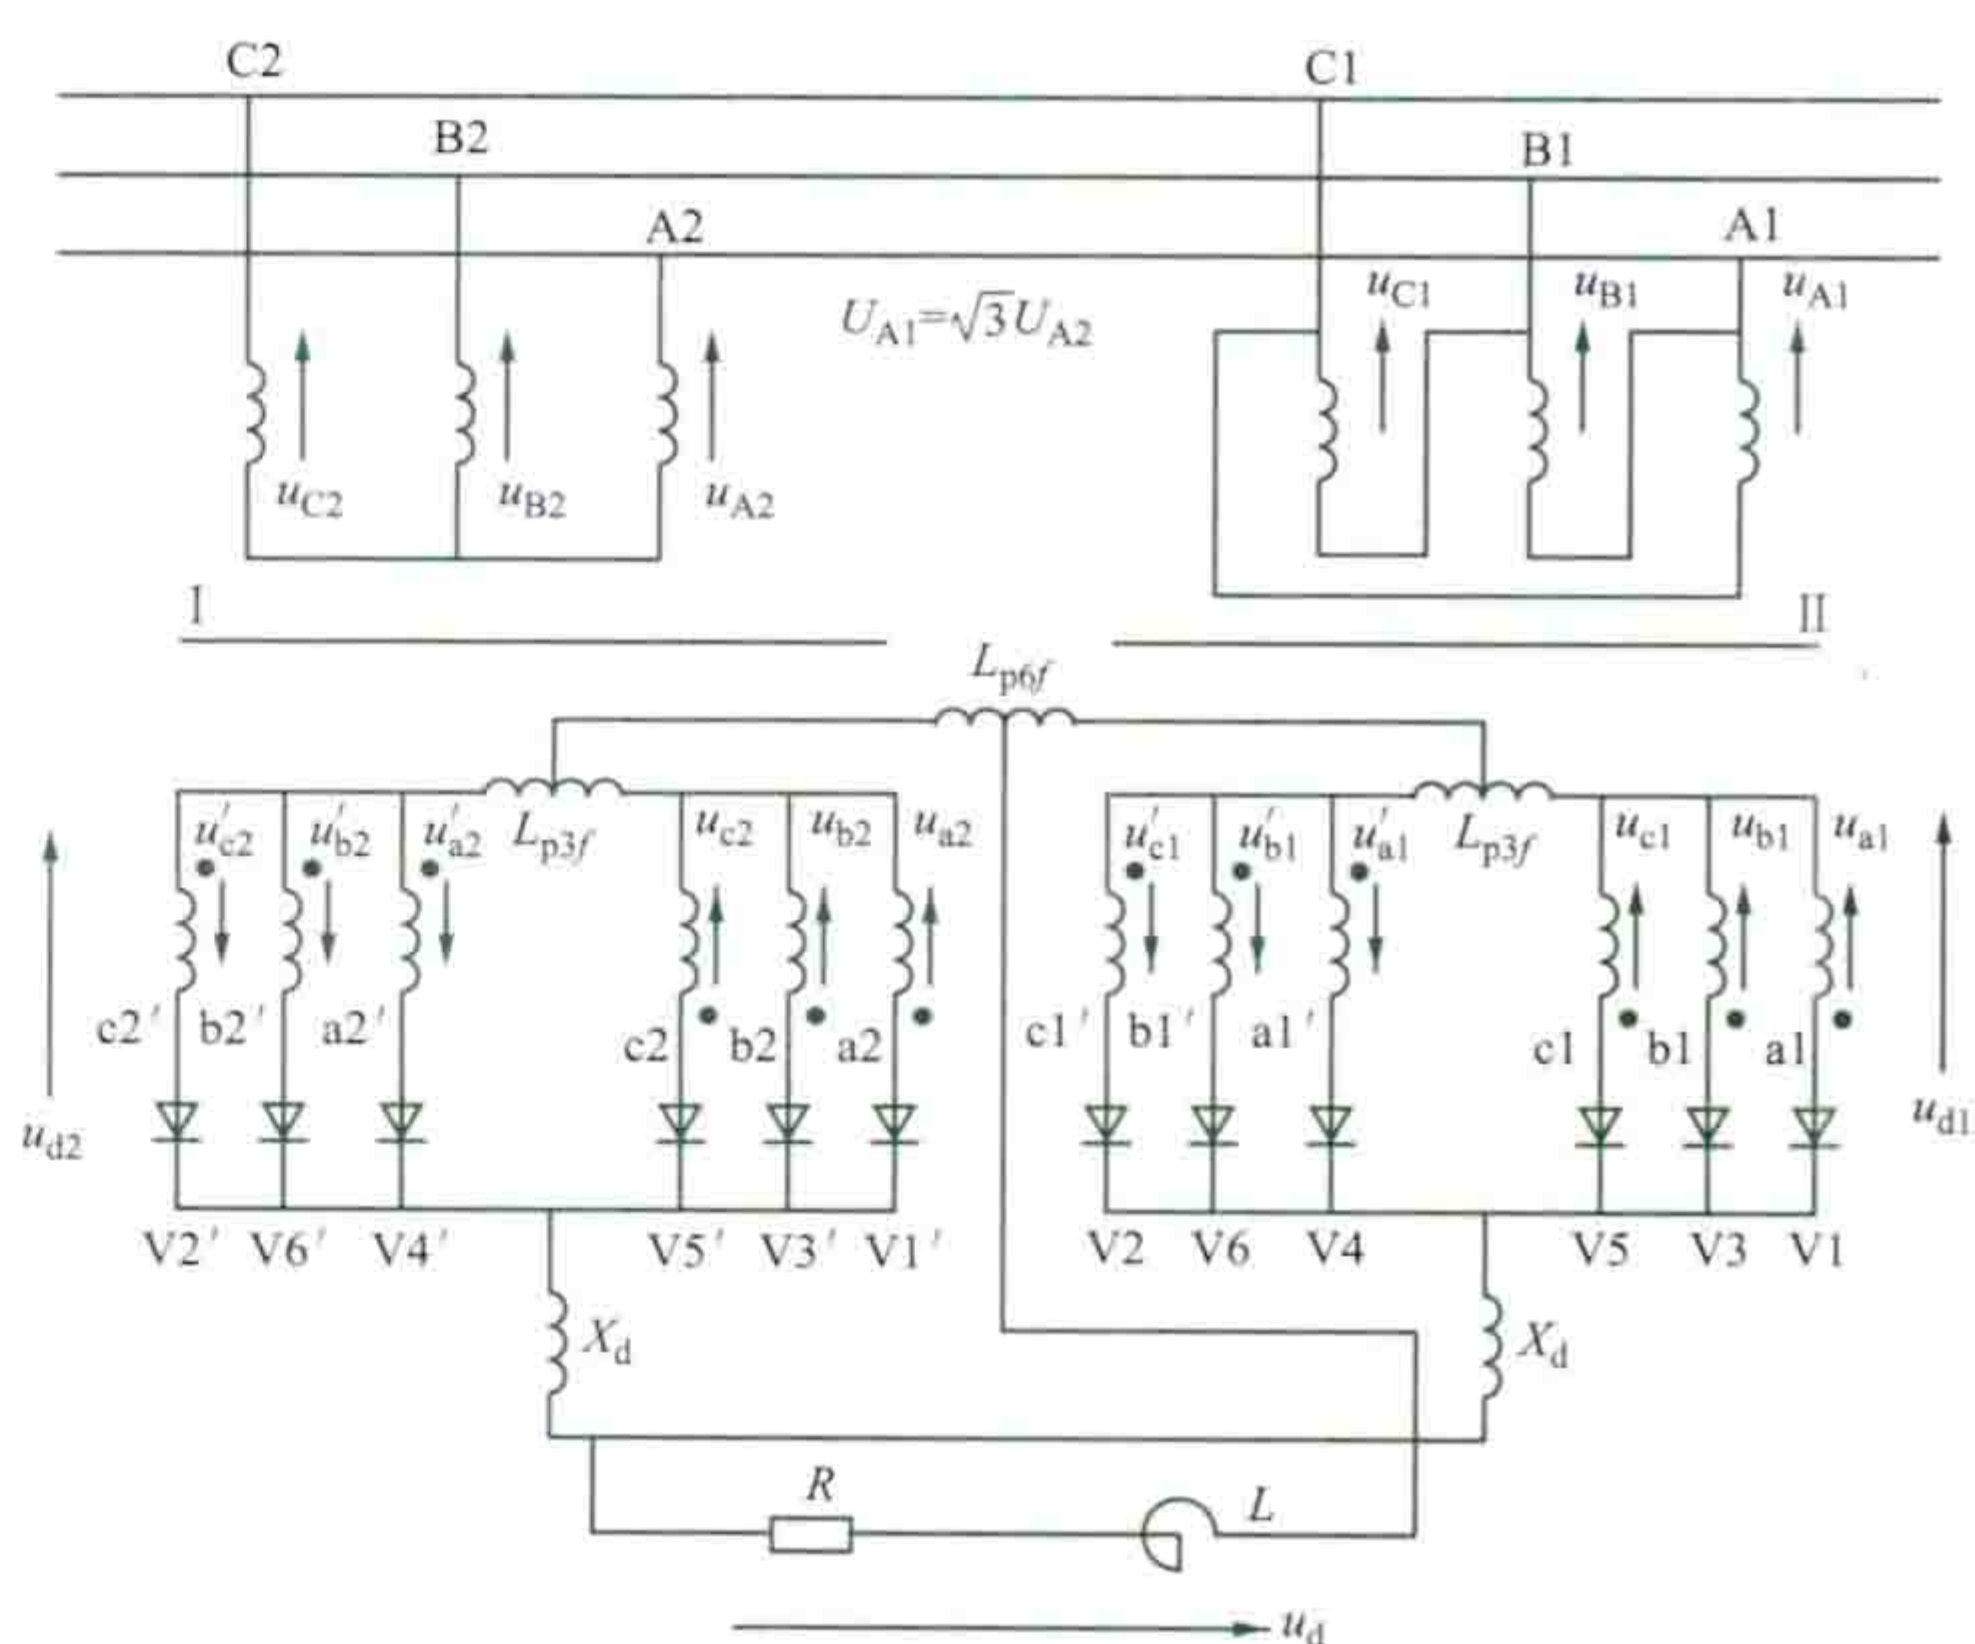 C2 C1
B2 B1
A2 A1
u_C1 u_B1 u_A1
U_A1=√3U_A2
u_C2 u_B2 u_A2
I II
L_p6f
u′_c2 u′_b2 u′_a2 L_p3f u_c2 u_b2 u_a2 u′_c1 u′_b1 u′_a1 L_p3f u_c1 u_b1 u_a1
c2′ b2′ a2′ c2 b2 a2 c1′ b1′ a1′ c1 b1 a1
u_d2 u_d1
V2′ V6′ V4′ V5′ V3′ V1′ V2 V6 V4 V5 V3 V1
X_d X_d
R L
u_d